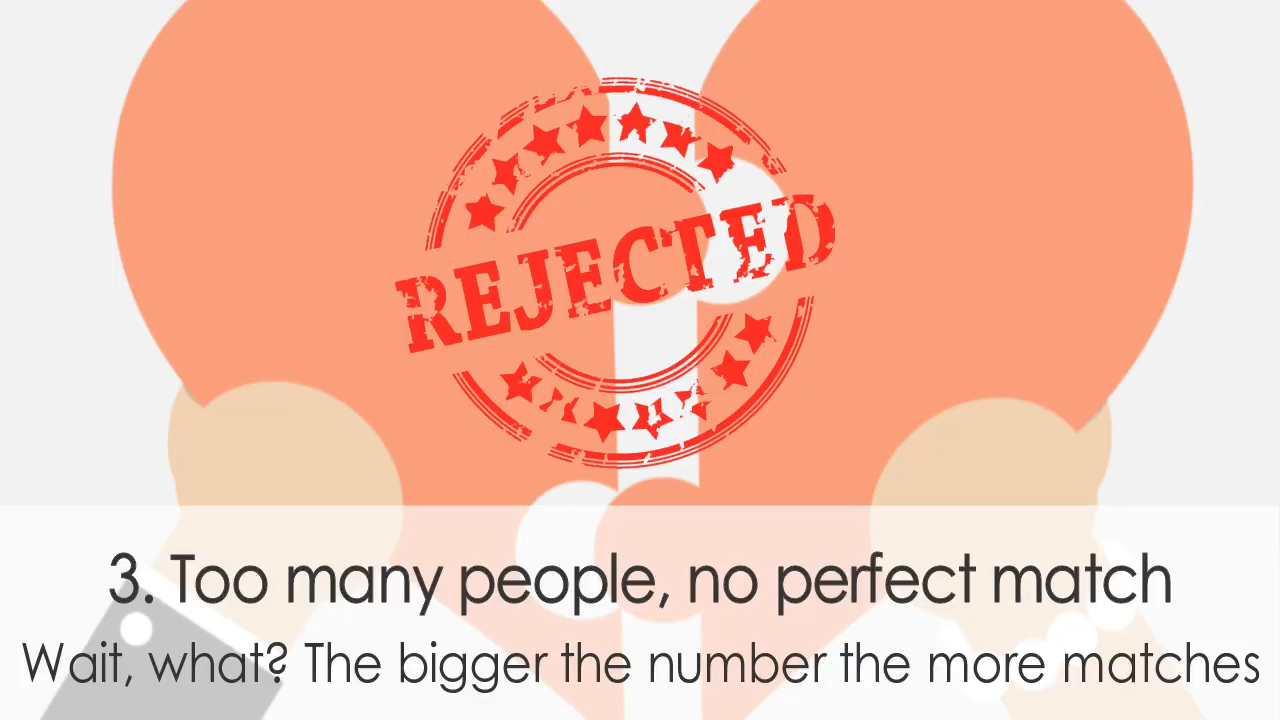 REJECTED
3. Too many people, no perfect match
Wait, what? The bigger the number the more matches